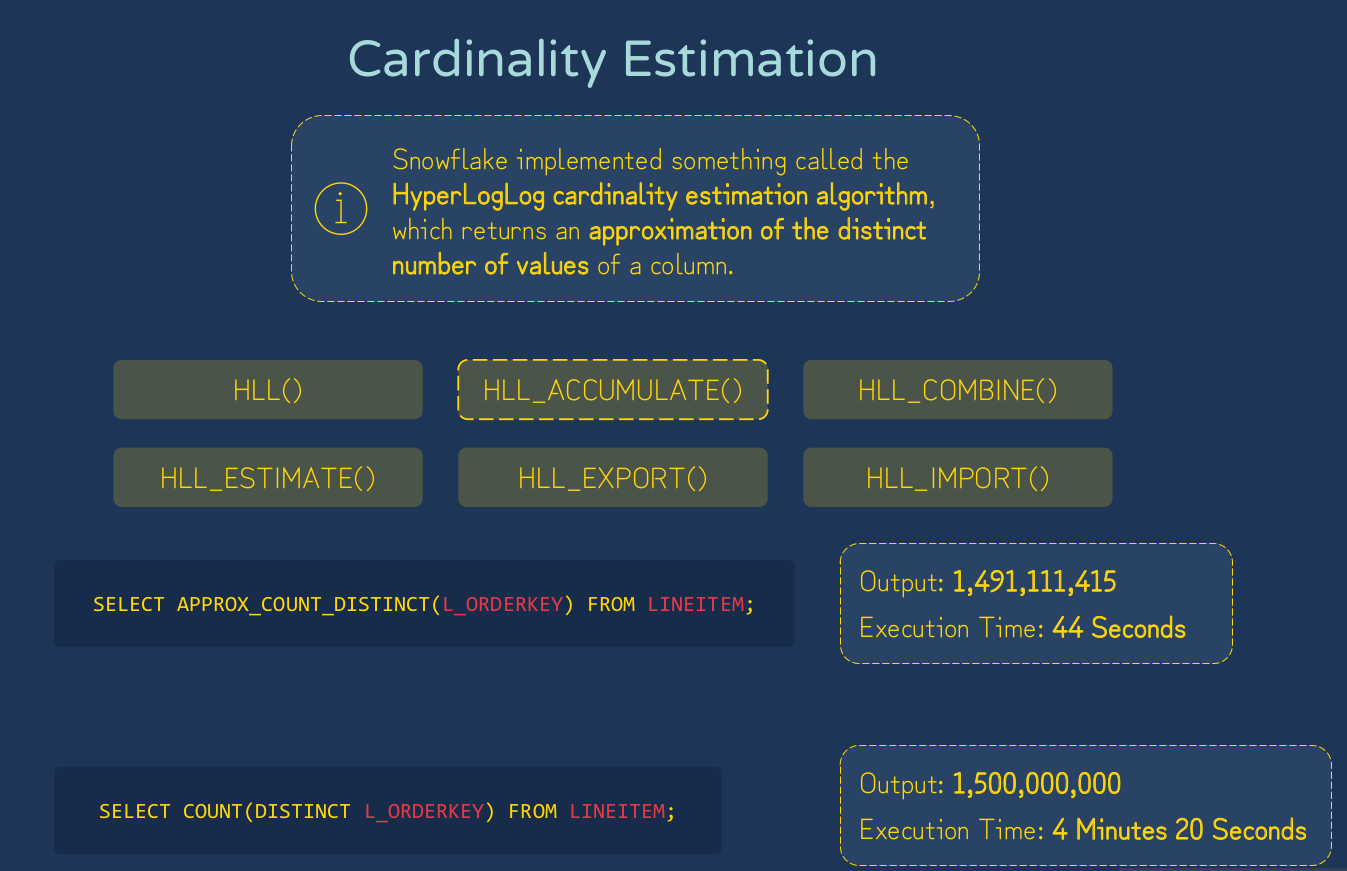 Cardinality Estimation
Snowflake implemented something called the
HyperLogLog cardinality estimation algorithm,
which returns an approximation of the distinct
number of values of a column.
i
HLL()
HLL_ACCUMULATE()
HLL_COMBINE()
HLL_ESTIMATE()
HLL_EXPORT()
HLL_IMPORT()
SELECT APPROX_COUNT_DISTINCT(L_ORDERKEY) FROM LINEITEM;
Output: 1,491,111,415
Execution Time: 44 Seconds
SELECT COUNT(DISTINCT L_ORDERKEY) FROM LINEITEM;
Output: 1,500,000,000
Execution Time: 4 Minutes 20 Seconds